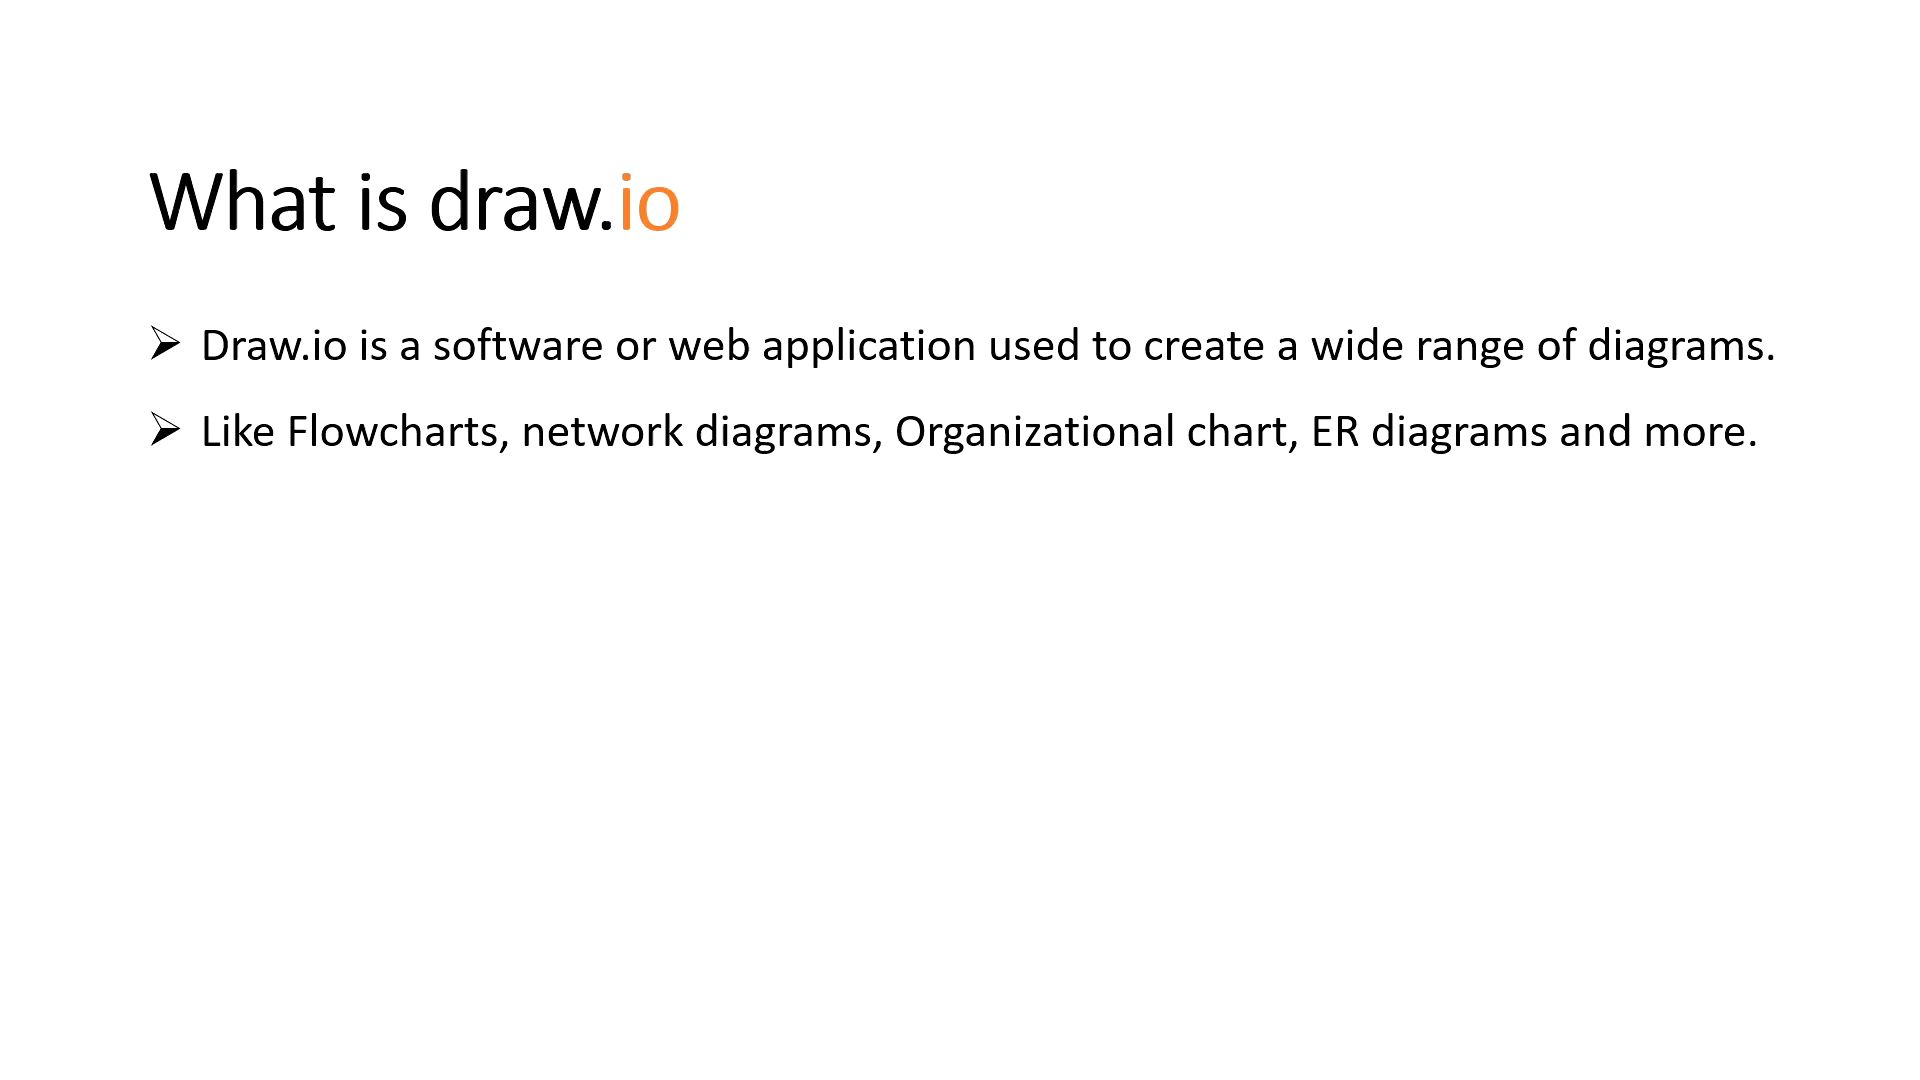 What is draw.io
➢ Draw.io is a software or web application used to create a wide range of diagrams.
➢ Like Flowcharts, network diagrams, Organizational chart, ER diagrams and more.